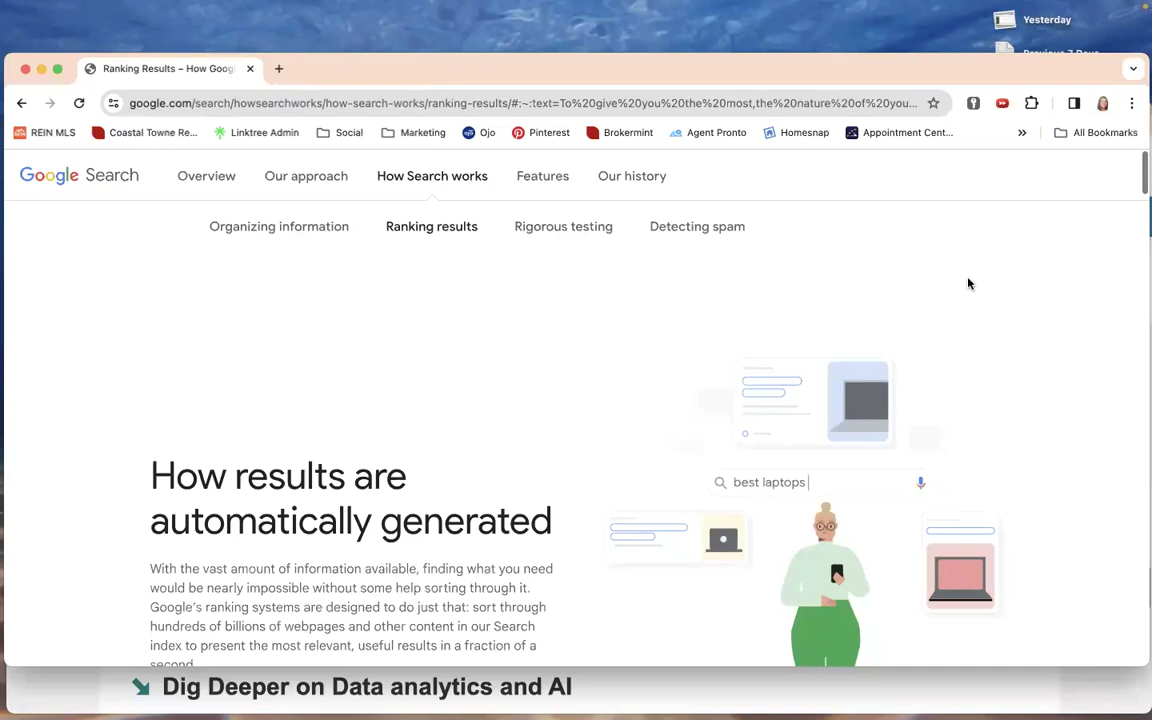 Yesterday
Previous 7 Days
Ranking Results – How Googl
google.com/search/howsearchworks/how-search-works/ranking-results/#:~:text=To%20give%20you%20the%20most,the%20nature%20of%20you...
REIN MLS
Coastal Towne Re...
Linktree Admin
Social
Marketing
Ojo
Pinterest
Brokermint
Agent Pronto
Homesnap
Appointment Cent...
All Bookmarks
Google Search
Overview
Our approach
How Search works
Features
Our history
Organizing information
Ranking results
Rigorous testing
Detecting spam
best laptops
How results are
automatically generated
With the vast amount of information available, finding what you need
would be nearly impossible without some help sorting through it.
Google's ranking systems are designed to do just that: sort through
hundreds of billions of webpages and other content in our Search
index to present the most relevant, useful results in a fraction of a
second.
Dig Deeper on Data analytics and AI